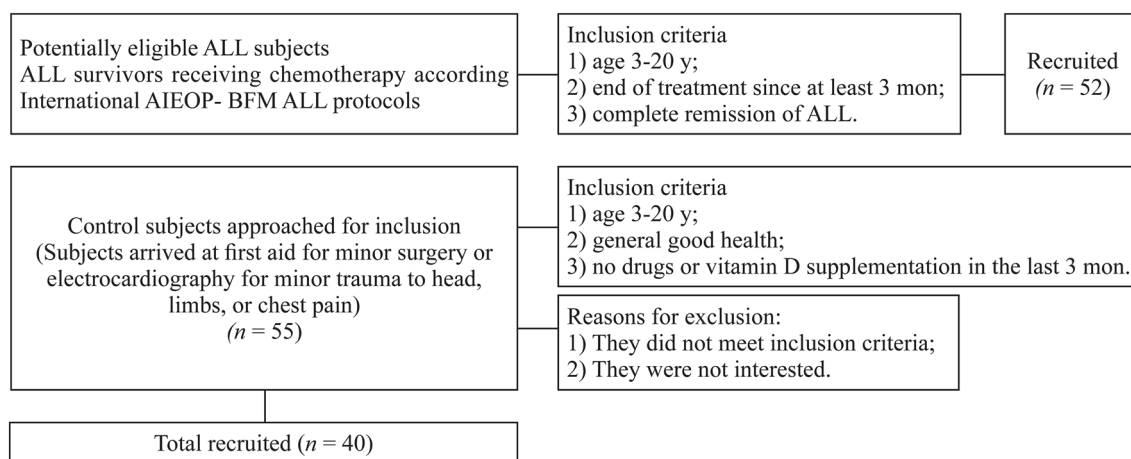 Potentially eligible ALL subjects
ALL survivors receiving chemotherapy according
International AIEOP- BFM ALL protocols
Inclusion criteria
1) age 3-20 y;
2) end of treatment since at least 3 mon;
3) complete remission of ALL.
Recruited
(n = 52)
Control subjects approached for inclusion
(Subjects arrived at first aid for minor surgery or
electrocardiography for minor trauma to head,
limbs, or chest pain)
(n = 55)
Inclusion criteria
1) age 3-20 y;
2) general good health;
3) no drugs or vitamin D supplementation in the last 3 mon.
Reasons for exclusion:
1) They did not meet inclusion criteria;
2) They were not interested.
Total recruited (n = 40)